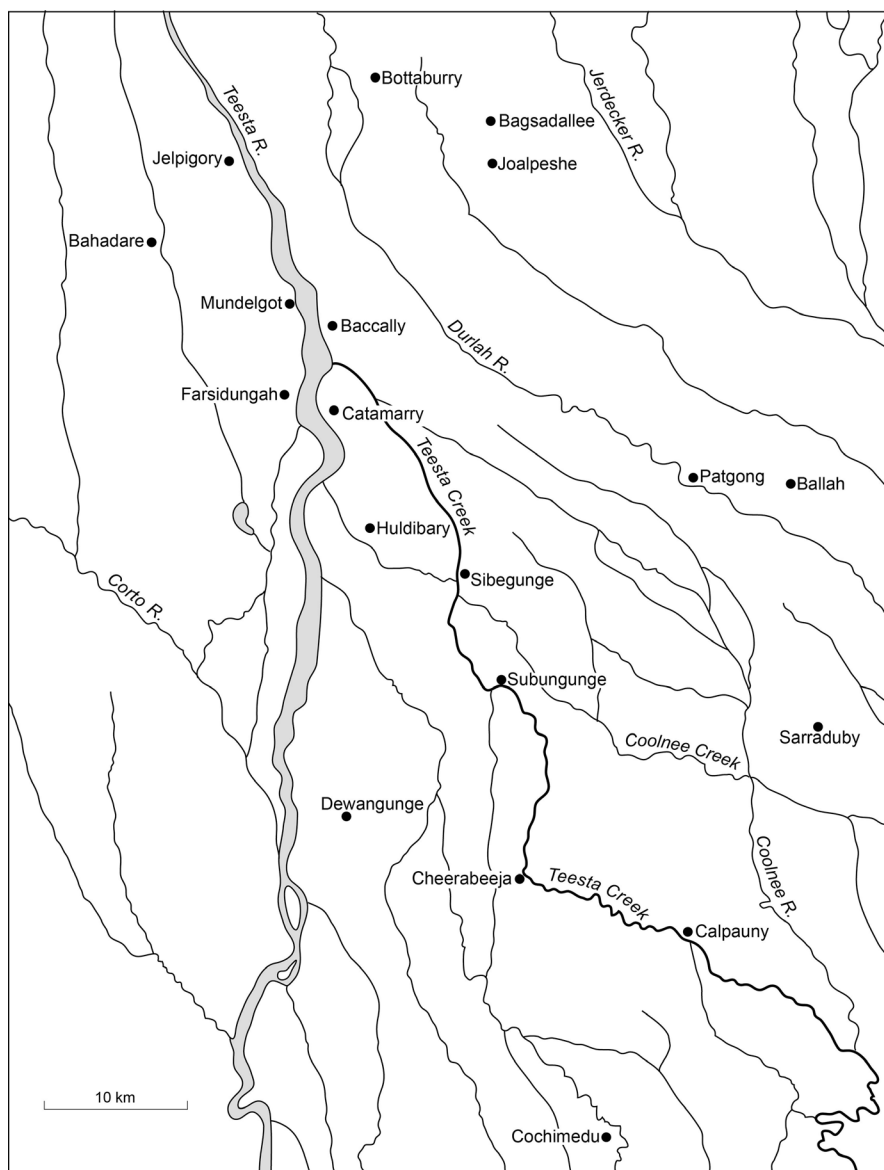 Bottaburry
Teesta R.
Jerdecker R.
Bagsadallee
Jelpigory
Joalpeshe
Bahadare
Mundelgot
Baccally
Durlah R.
Farsidungah
Catamarry
Teesta Creek
Patgong
Ballah
Huldibary
Sibegunge
Corto R.
Subungunge
Sarraduby
Coolnee Creek
Dewangunge
Coolnee R.
Cheerabeeja
Teesta Creek
Calpauny
10 km
Cochimedu